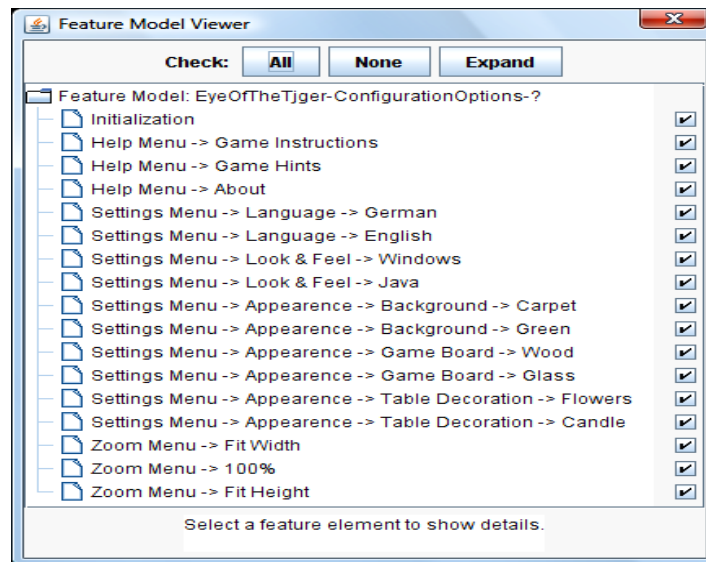 Feature Model Viewer
Check: All None Expand
Feature Model: EyeOfTheTjger-ConfigurationOptions-?
Initialization
Help Menu -> Game Instructions
Help Menu -> Game Hints
Help Menu -> About
Settings Menu -> Language -> German
Settings Menu -> Language -> English
Settings Menu -> Look & Feel -> Windows
Settings Menu -> Look & Feel -> Java
Settings Menu -> Appearence -> Background -> Carpet
Settings Menu -> Appearence -> Background -> Green
Settings Menu -> Appearence -> Game Board -> Wood
Settings Menu -> Appearence -> Game Board -> Glass
Settings Menu -> Appearence -> Table Decoration -> Flowers
Settings Menu -> Appearence -> Table Decoration -> Candle
Zoom Menu -> Fit Width
Zoom Menu -> 100%
Zoom Menu -> Fit Height
Select a feature element to show details.